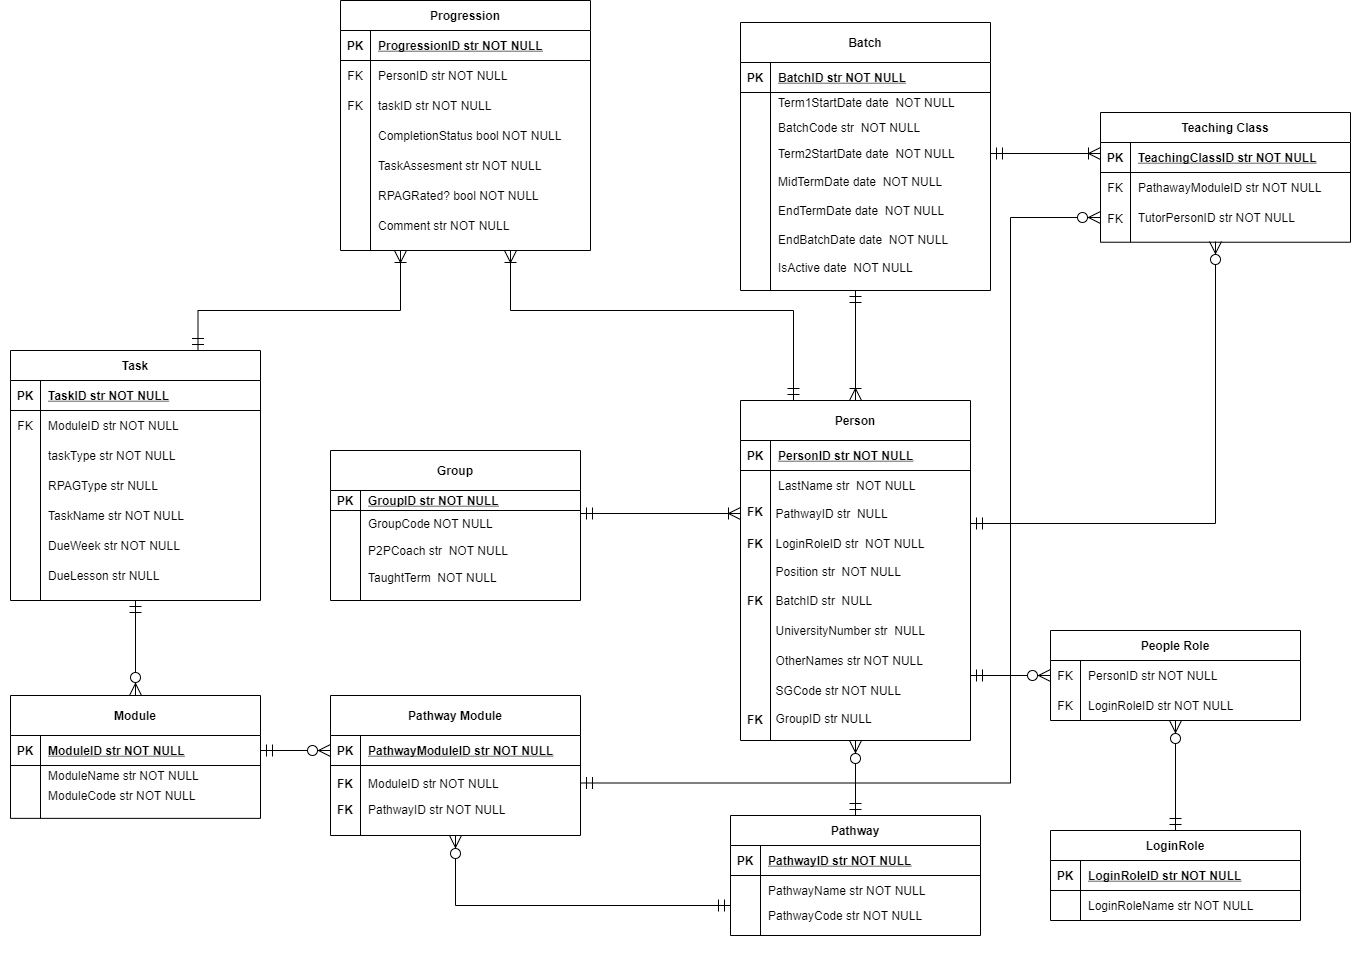 Progression
PK ProgressionID str NOT NULL
FK PersonID str NOT NULL
FK taskID str NOT NULL
CompletionStatus bool NOT NULL
TaskAssesment str NOT NULL
RPAGRated? bool NOT NULL
Comment str NOT NULL
Batch
PK BatchID str NOT NULL
Term1StartDate date NOT NULL
BatchCode str NOT NULL
Term2StartDate date NOT NULL
MidTermDate date NOT NULL
EndTermDate date NOT NULL
EndBatchDate date NOT NULL
IsActive date NOT NULL
Teaching Class
PK TeachingClassID str NOT NULL
FK PathawayModuleID str NOT NULL
FK TutorPersonID str NOT NULL
Task
PK TaskID str NOT NULL
FK ModuleID str NOT NULL
taskType str NOT NULL
RPAGType str NULL
TaskName str NOT NULL
DueWeek str NOT NULL
DueLesson str NULL
Group
PK GroupID str NOT NULL
GroupCode NOT NULL
P2PCoach str NOT NULL
TaughtTerm NOT NULL
Person
PK PersonID str NOT NULL
LastName str NOT NULL
FK PathwayID str NULL
FK LoginRoleID str NOT NULL
Position str NOT NULL
FK BatchID str NULL
UniversityNumber str NULL
OtherNames str NOT NULL
SGCode str NOT NULL
FK GroupID str NULL
People Role
FK PersonID str NOT NULL
FK LoginRoleID str NOT NULL
Module
PK ModuleID str NOT NULL
ModuleName str NOT NULL
ModuleCode str NOT NULL
Pathway Module
PK PathwayModuleID str NOT NULL
FK ModuleID str NOT NULL
FK PathwayID str NOT NULL
Pathway
PK PathwayID str NOT NULL
PathwayName str NOT NULL
PathwayCode str NOT NULL
LoginRole
PK LoginRoleID str NOT NULL
LoginRoleName str NOT NULL